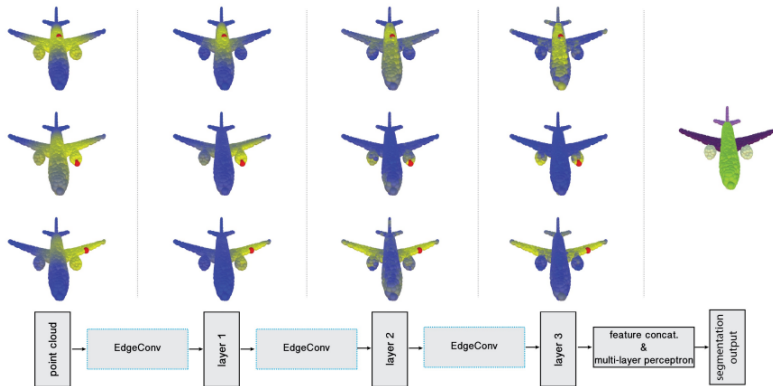 point cloud
EdgeConv
layer 1
EdgeConv
layer 2
EdgeConv
layer 3
feature concat.
&
multi-layer perceptron
segmentation
output